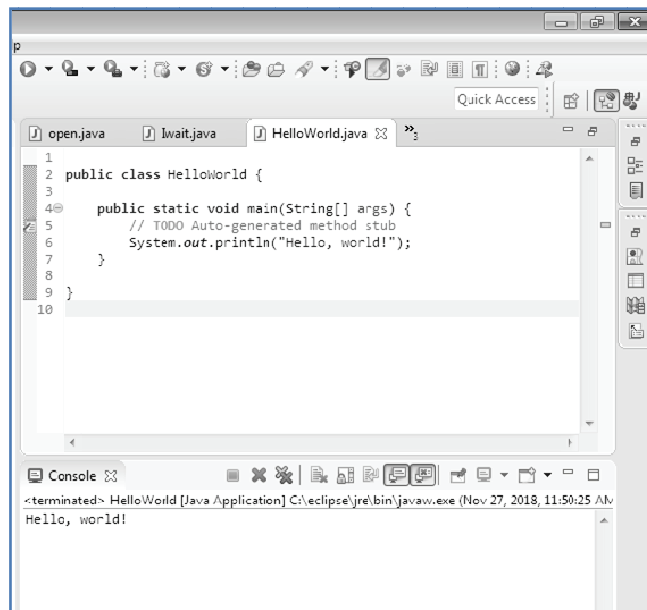 p
Quick Access
open.java Iwait.java HelloWorld.java »3
1
2 public class HelloWorld {
3
4 public static void main(String[] args) {
5 // TODO Auto-generated method stub
6 System.out.println("Hello, world!");
7 }
8
9 }
10
Console
<terminated> HelloWorld [Java Application] C:\eclipse\jre\bin\javaw.exe (Nov 27, 2018, 11:50:25 AM
Hello, world!